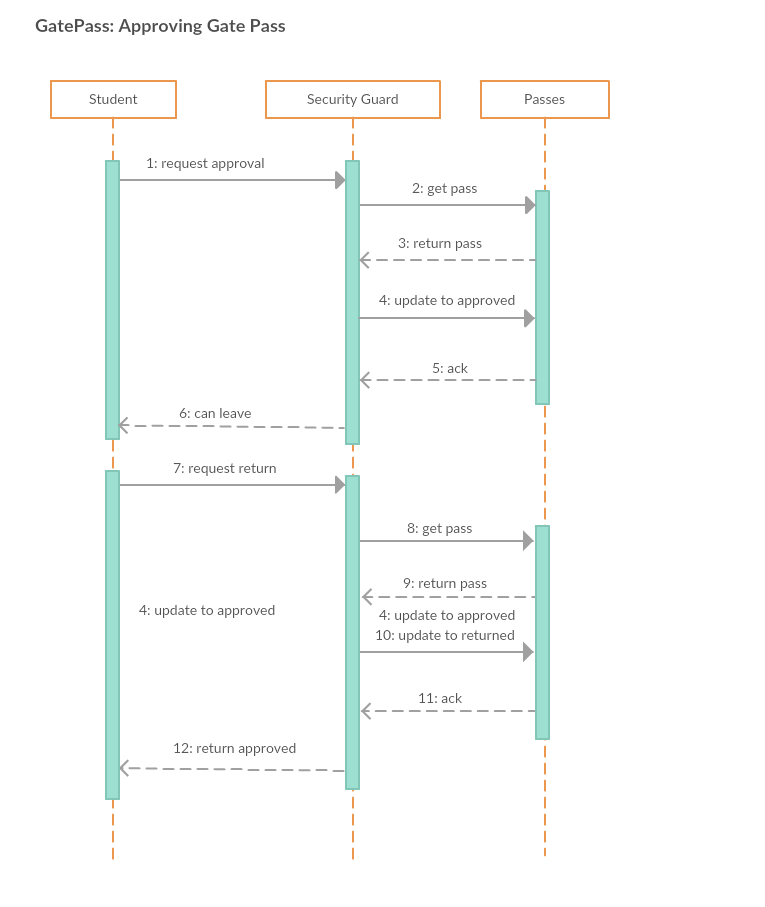 GatePass: Approving Gate Pass
Student
Security Guard
Passes
1: request approval
2: get pass
3: return pass
4: update to approved
5: ack
6: can leave
7: request return
8: get pass
9: return pass
4: update to approved
4: update to approved
10: update to returned
11: ack
12: return approved